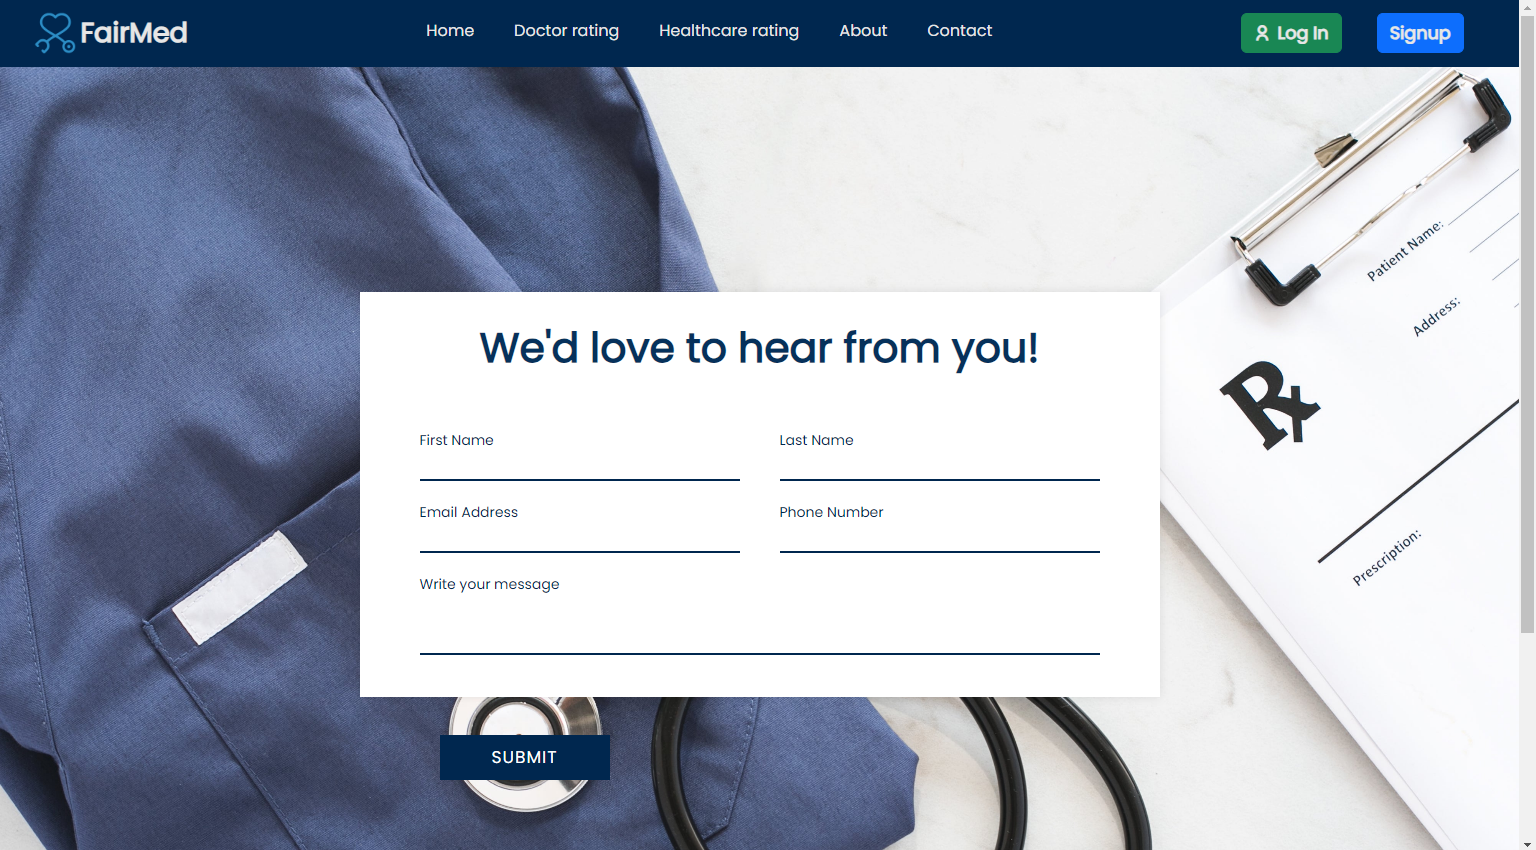 FairMed
Home Doctor rating Healthcare rating About Contact
Log In
Signup
Patient Name:
Address:
Rx
Prescription:
We'd love to hear from you!
First Name Last Name
Email Address Phone Number
Write your message
SUBMIT